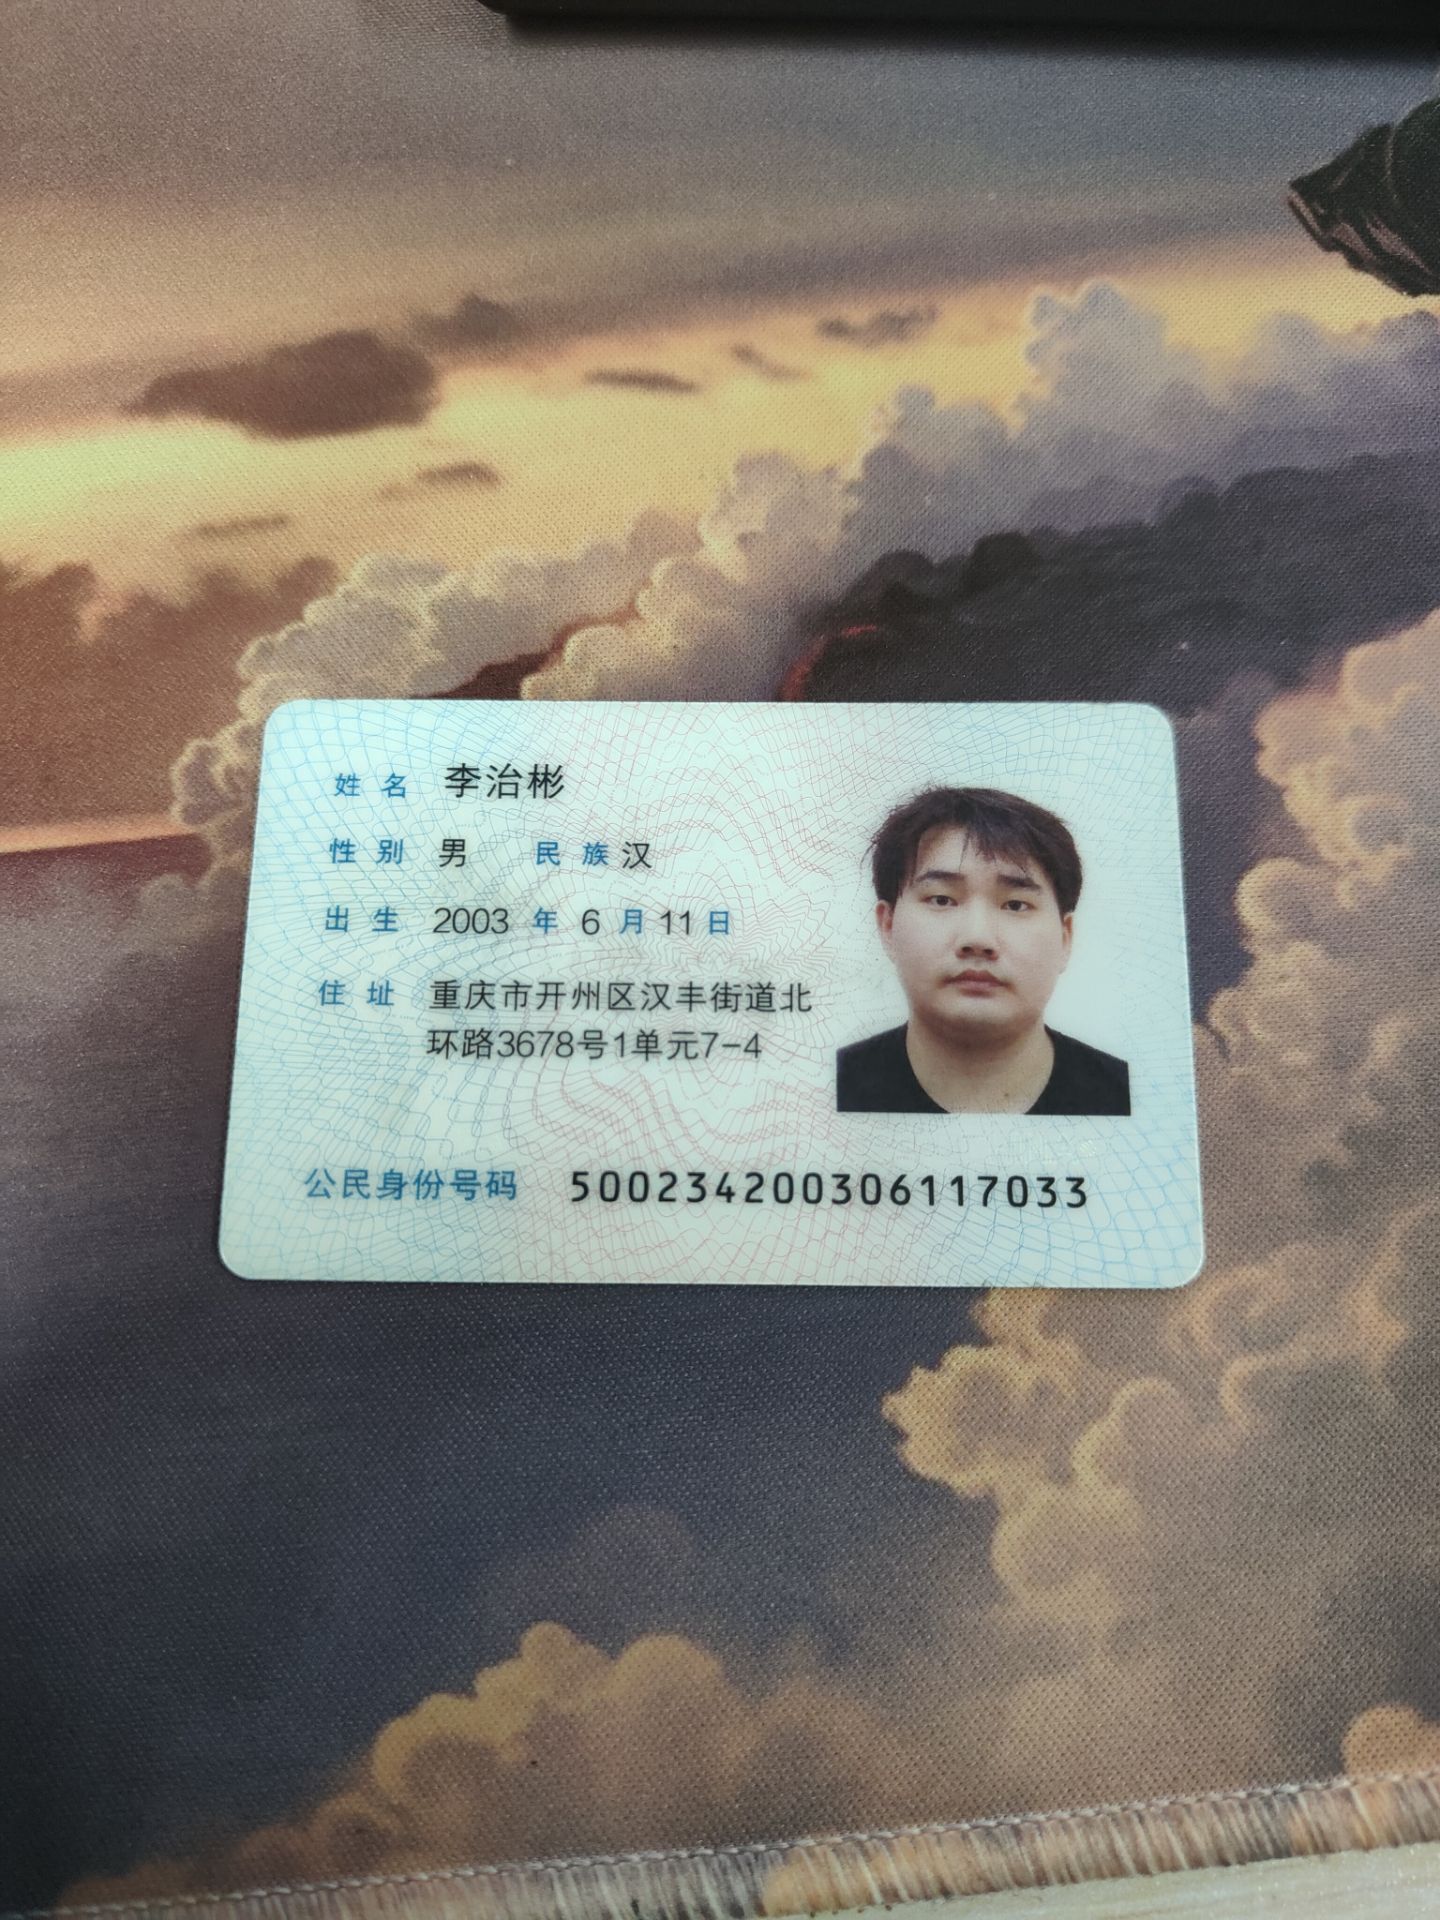 姓名 李治彬
性别 男 民族 汉
出生 2003 年 6 月 11 日
住址 重庆市开州区汉丰街道北
环路3678号1单元7-4
公民身份号码 500234200306117033